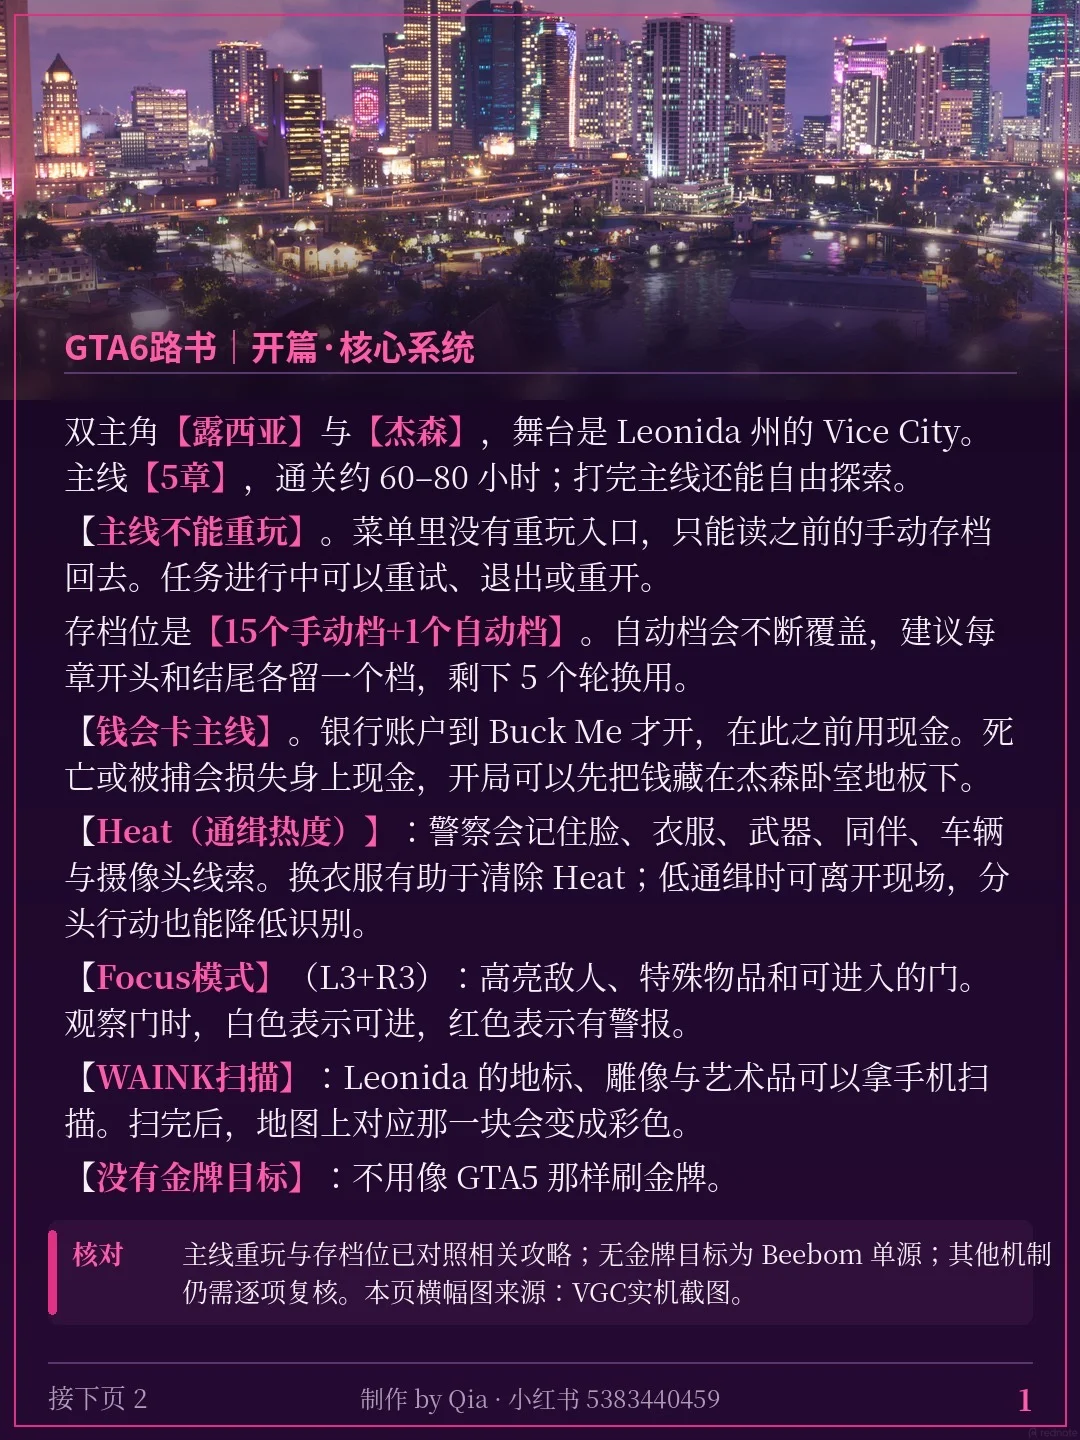 GTA6路书｜开篇·核心系统
双主角【露西亚】与【杰森】，舞台是 Leonida 州的 Vice City。
主线【5章】，通关约 60–80 小时；打完主线还能自由探索。
【主线不能重玩】。菜单里没有重玩入口，只能读之前的手动存档
回去。任务进行中可以重试、退出或重开。
存档位是【15个手动档+1个自动档】。自动档会不断覆盖，建议每
章开头和结尾各留一个档，剩下 5 个轮换用。
【钱会卡主线】。银行账户到 Buck Me 才开，在此之前用现金。死
亡或被捕会损失身上现金，开局可以先把钱藏在杰森卧室地板下。
【Heat（通缉热度）】：警察会记住脸、衣服、武器、同伴、车辆
与摄像头线索。换衣服有助于清除 Heat；低通缉时可离开现场，分
头行动也能降低识别。
【Focus模式】（L3+R3）：高亮敌人、特殊物品和可进入的门。
观察门时，白色表示可进，红色表示有警报。
【WAINK扫描】：Leonida 的地标、雕像与艺术品可以拿手机扫
描。扫完后，地图上对应那一块会变成彩色。
【没有金牌目标】：不用像 GTA5 那样刷金牌。
核对 主线重玩与存档位已对照相关攻略；无金牌目标为 Beebom 单源；其他机制
仍需逐项复核。本页横幅图来源：VGC实机截图。
接下页 2 制作 by Qia · 小红书 5383440459 1
rednote